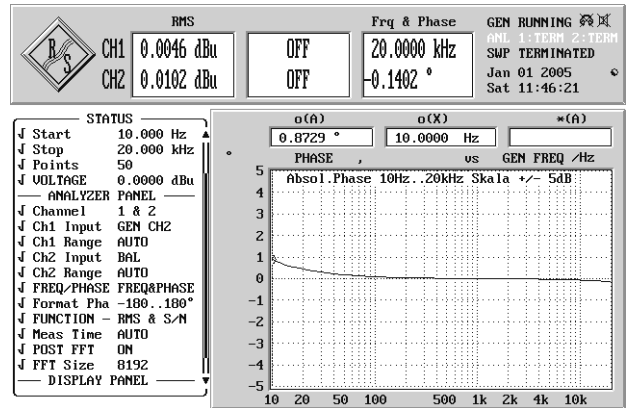 RMS
Frq & Phase
GEN RUNNING
R
S
CH1 0.0046 dBu OFF 20.0000 kHz
ANL 1:TERM 2:TERM
SWP TERMINATED
CH2 0.0102 dBu OFF -0.1402 °
Jan 01 2005
Sat 11:46:21
STATUS
Start 10.000 Hz
Stop 20.000 kHz
Points 50
VOLTAGE 0.0000 dBu
ANALYZER PANEL
Channel 1 & 2
Ch1 Input GEN CH2
Ch1 Range AUTO
Ch2 Input BAL
Ch2 Range AUTO
FREQ/PHASE FREQ&PHASE
Format Pha -180..180°
FUNCTION - RMS & S/N
Meas Time AUTO
POST FFT ON
FFT Size 8192
DISPLAY PANEL
o(A) o(X) *(A)
0.8729 ° 10.0000 Hz
° PHASE , vs GEN FREQ /Hz
Absol.Phase 10Hz..20kHz Skala +/- 5dB
5
4
3
2
1
0
-1
-2
-3
-4
-5
10 20 50 100 500 1k 2k 4k 10k